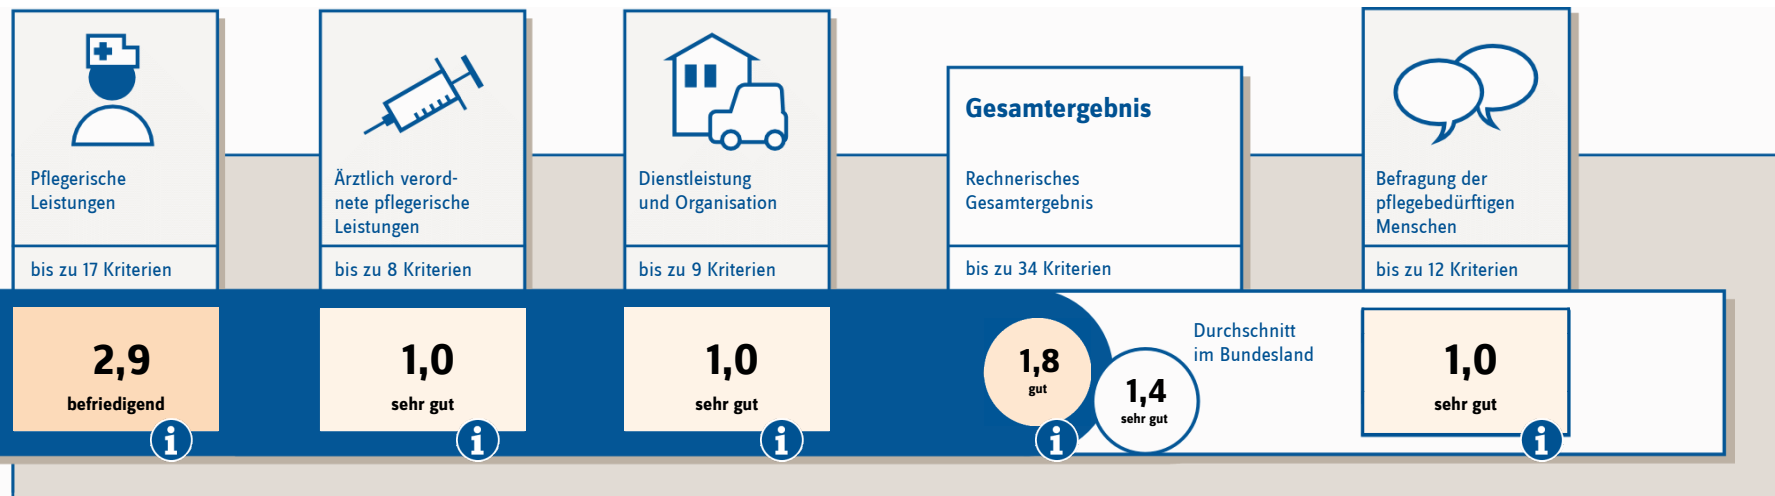 Pflegerische
Leistungen
bis zu 17 Kriterien
2,9
befriedigend
i
Ärztlich verord-
nete pflegerische
Leistungen
bis zu 8 Kriterien
1,0
sehr gut
i
Dienstleistung
und Organisation
bis zu 9 Kriterien
1,0
sehr gut
i
Gesamtergebnis
Rechnerisches
Gesamtergebnis
bis zu 34 Kriterien
1,8
gut
i
Durchschnitt
im Bundesland
1,4
sehr gut
Befragung der
pflegebedürftigen
Menschen
bis zu 12 Kriterien
1,0
sehr gut
i